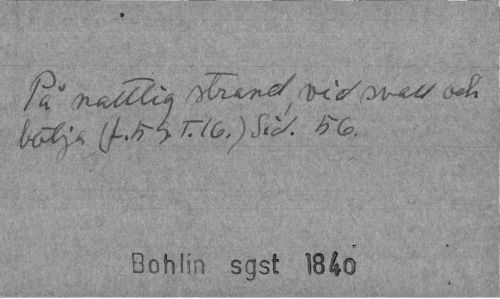 På nattlig strand, vid svall och
bölja (f. 5 T. 16.) Sid. 56.
Bohlin sgst 1840